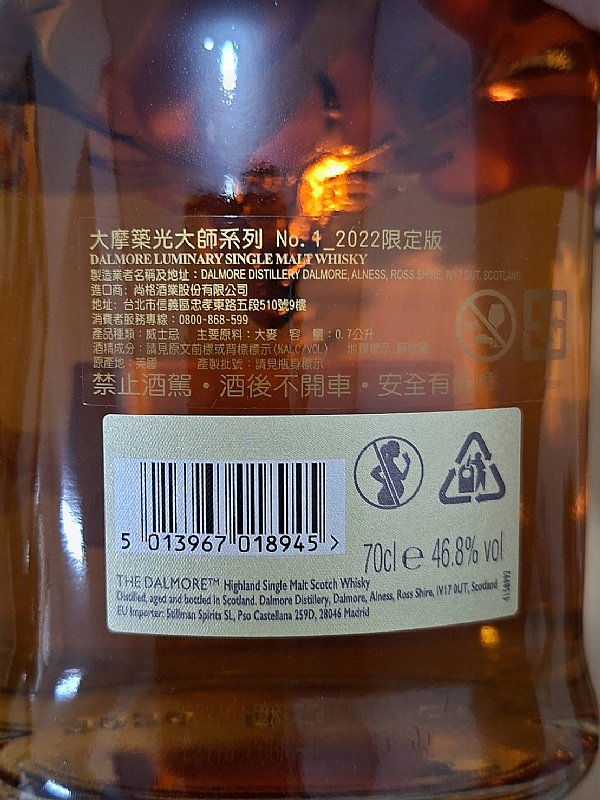 大摩築光大師系列 No.1_2022限定版
DALMORE LUMINARY SINGLE MALT WHISKY
製造業者名稱及地址：DALMORE DISTILLERY DALMORE, ALNESS, ROSS SHIRE, IV17 OUT, SCOTLAND
進口商：尚格酒業股份有限公司
地址：台北市信義區忠孝東路五段510號9樓
消費者服務專線：0800-868-599
產品種類：威士忌 主要原料：大麥 容量：0.7公升
酒精成分：請見原文前標或背標標示(%ALC/VOL) 地理標示：蘇格蘭
原產地：英國 產製批號：請見瓶身標示
禁止酒駕・酒後不開車・安全有保障
5 013967 018945 >
70cl e 46.8% vol
THE DALMORE™ Highland Single Malt Scotch Whisky
Distilled, aged and bottled in Scotland. Dalmore Distillery, Dalmore, Alness, Ross Shire, IV17 0UT, Scotland
EU Importer: Stillman Spirits SL, Pso Castellana 259D, 28046 Madrid